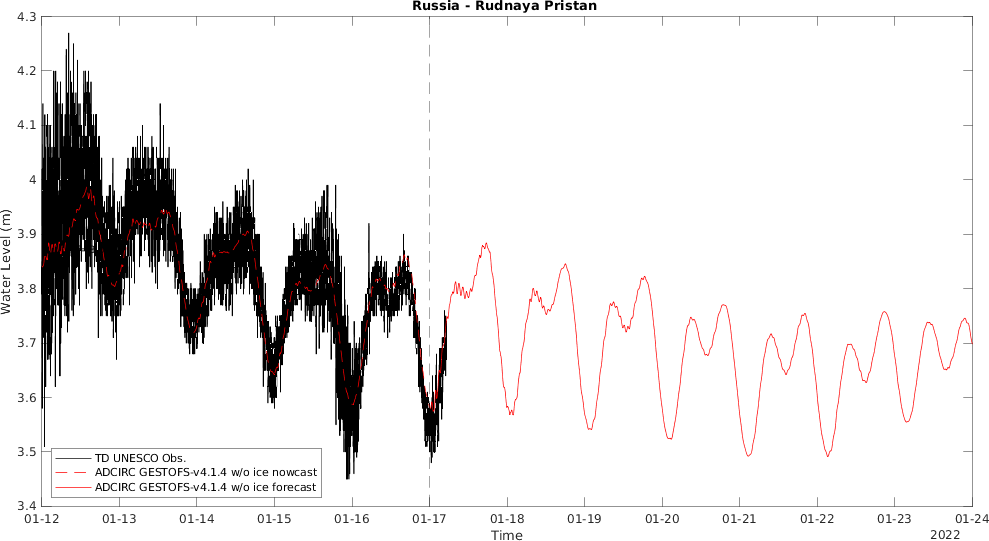 Russia - Rudnaya Pristan
4.3
4.2
4.1
4
3.9
3.8
3.7
3.6
3.5
3.4
Water Level (m)
TD UNESCO Obs.
ADCIRC GESTOFS-v4.1.4 w/o ice nowcast
ADCIRC GESTOFS-v4.1.4 w/o ice forecast
01-12 01-13 01-14 01-15 01-16 01-17 01-18 01-19 01-20 01-21 01-22 01-23 01-24
Time
2022